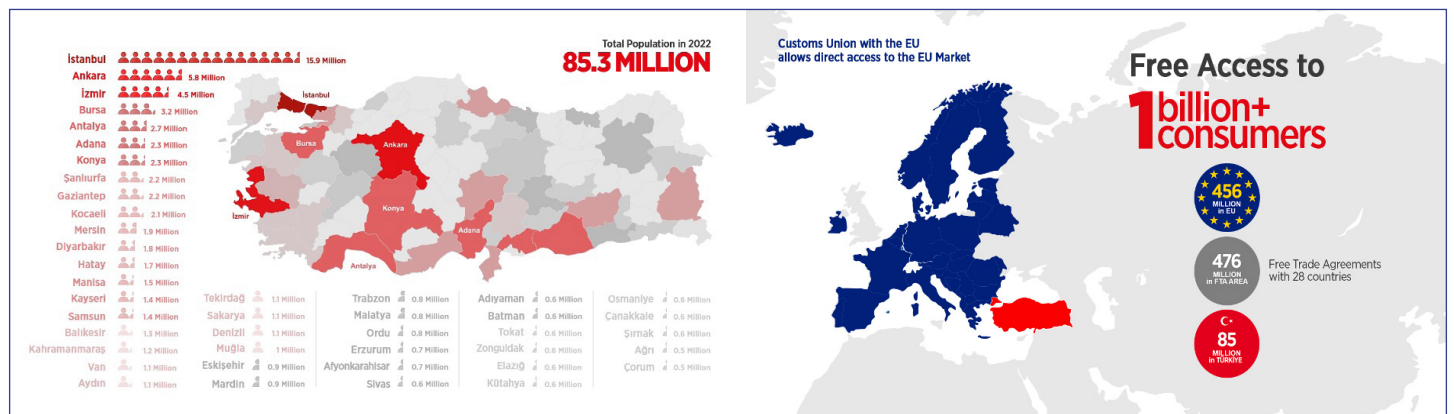 Total Population in 2022
85.3 MILLION
İstanbul 15.9 Million
Ankara 5.8 Million
İzmir 4.5 Million
Bursa 3.2 Million
Antalya 2.7 Million
Adana 2.3 Million
Konya 2.3 Million
Şanlıurfa 2.2 Million
Gaziantep 2.2 Million
Kocaeli 2.1 Million
Mersin 1.9 Million
Diyarbakır 1.8 Million
Hatay 1.7 Million
Manisa 1.5 Million
Kayseri 1.4 Million
Samsun 1.4 Million
Balıkesir 1.3 Million
Kahramanmaraş 1.2 Million
Van 1.1 Million
Aydın 1.1 Million
Tekirdağ 1.1 Million
Sakarya 1.1 Million
Denizli 1.1 Million
Muğla 1 Million
Eskişehir 0.9 Million
Mardin 0.9 Million
Trabzon 0.8 Million
Malatya 0.8 Million
Ordu 0.8 Million
Erzurum 0.7 Million
Afyonkarahisar 0.7 Million
Sivas 0.6 Million
Adıyaman 0.6 Million
Batman 0.6 Million
Tokat 0.6 Million
Zonguldak 0.6 Million
Elazığ 0.6 Million
Kütahya 0.6 Million
Osmaniye 0.6 Million
Çanakkale 0.6 Million
Şırnak 0.6 Million
Ağrı 0.5 Million
Çorum 0.5 Million
İstanbul
Bursa
Ankara
İzmir
Konya
Adana
Antalya
Customs Union with the EU
allows direct access to the EU Market
Free Access to
1 billion+
consumers
456
MILLION
in EU
476
MILLION
in FTA AREA
Free Trade Agreements
with 28 countries
85
MILLION
in TÜRKİYE